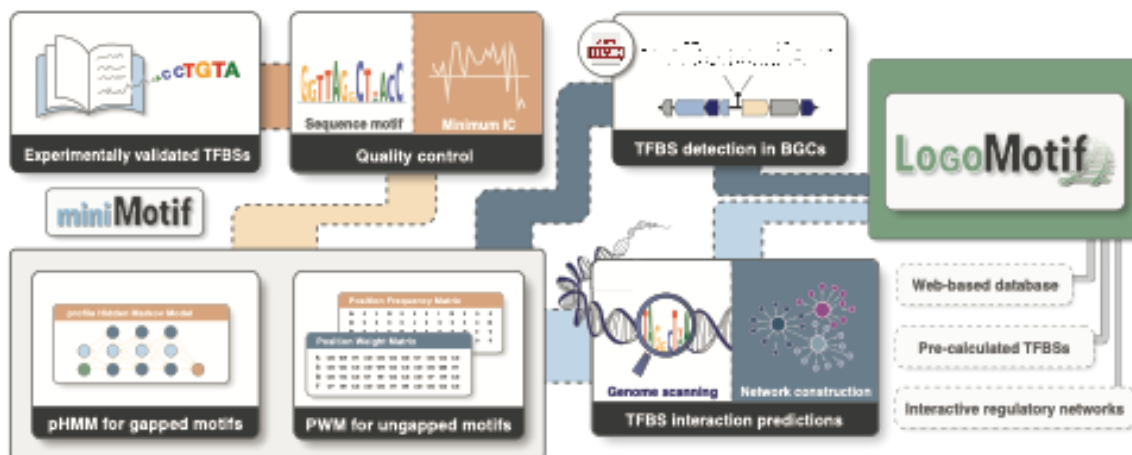 CCTGTA
Experimentally validated TFBSs
Sequence motif
Minimum IC
Quality control
TFBS detection in BGCs
LogoMotif
miniMotif
profile Hidden Markov Model
pHMM for gapped motifs
Position Frequency Matrix
Position Weight Matrix
PWM for ungapped motifs
Genome scanning
Network construction
TFBS interaction predictions
Web-based database
Pre-calculated TFBSs
Interactive regulatory networks